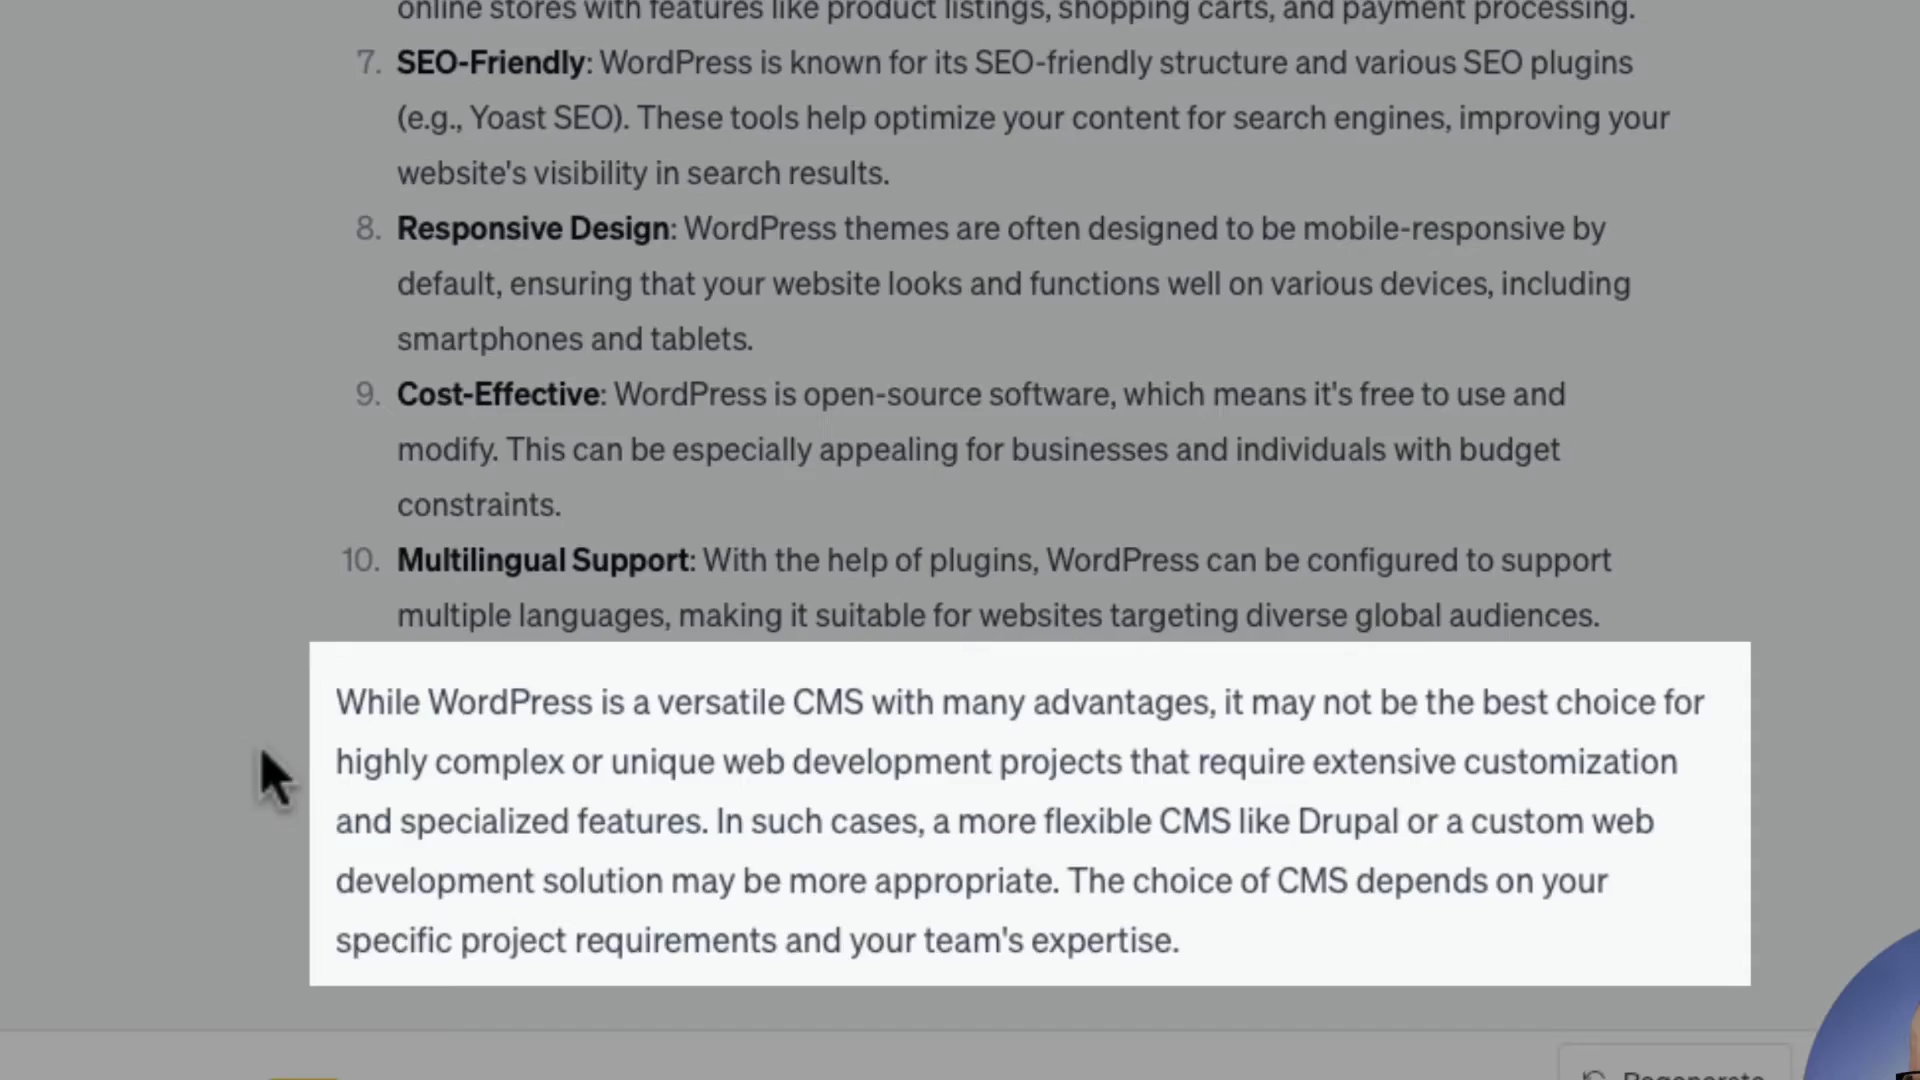 online stores with features like product listings, shopping carts, and payment processing.
7. SEO-Friendly: WordPress is known for its SEO-friendly structure and various SEO plugins
(e.g., Yoast SEO). These tools help optimize your content for search engines, improving your
website's visibility in search results.
8. Responsive Design: WordPress themes are often designed to be mobile-responsive by
default, ensuring that your website looks and functions well on various devices, including
smartphones and tablets.
9. Cost-Effective: WordPress is open-source software, which means it's free to use and
modify. This can be especially appealing for businesses and individuals with budget
constraints.
10. Multilingual Support: With the help of plugins, WordPress can be configured to support
multiple languages, making it suitable for websites targeting diverse global audiences.
While WordPress is a versatile CMS with many advantages, it may not be the best choice for
highly complex or unique web development projects that require extensive customization
and specialized features. In such cases, a more flexible CMS like Drupal or a custom web
development solution may be more appropriate. The choice of CMS depends on your
specific project requirements and your team's expertise.
Regenerate